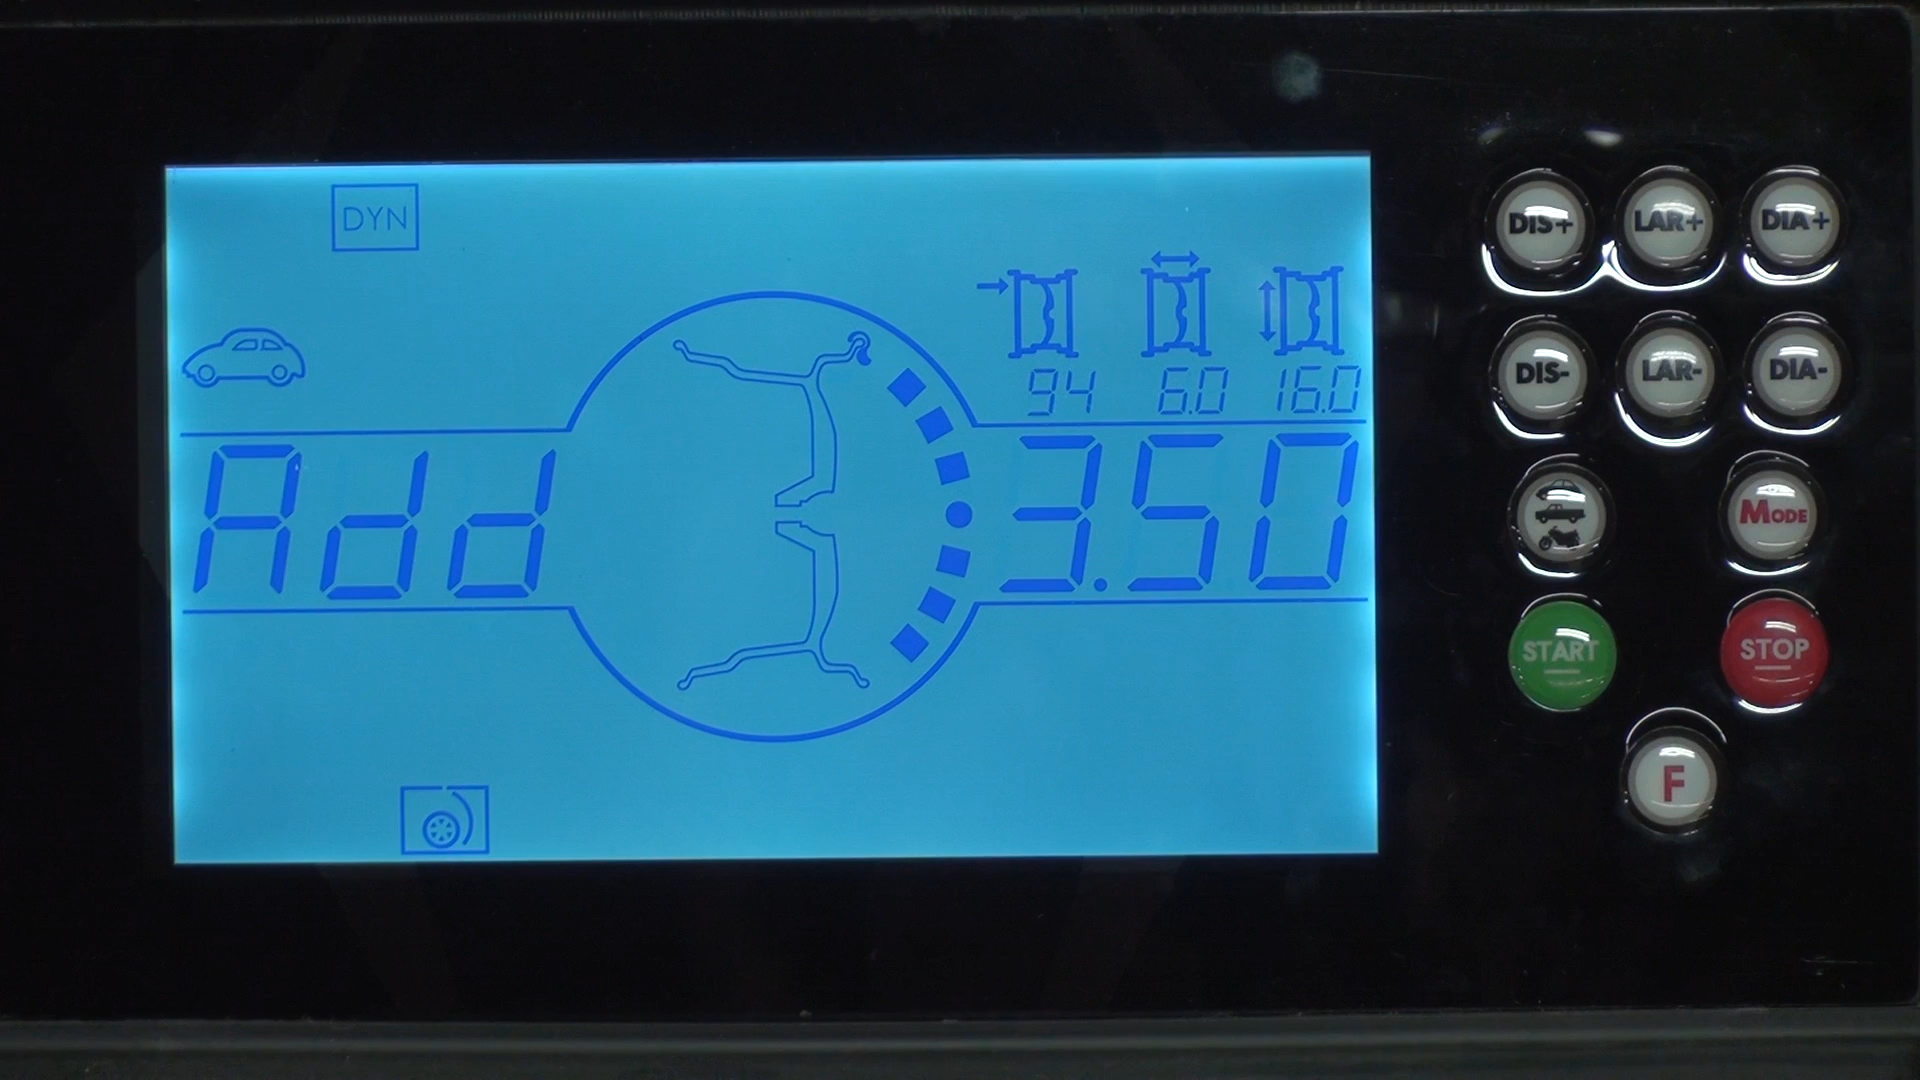 DYN
94 6.0 16.0
Add 3.50
DIS+ LAR+ DIA+
DIS- LAR- DIA-
MODE
START STOP
F